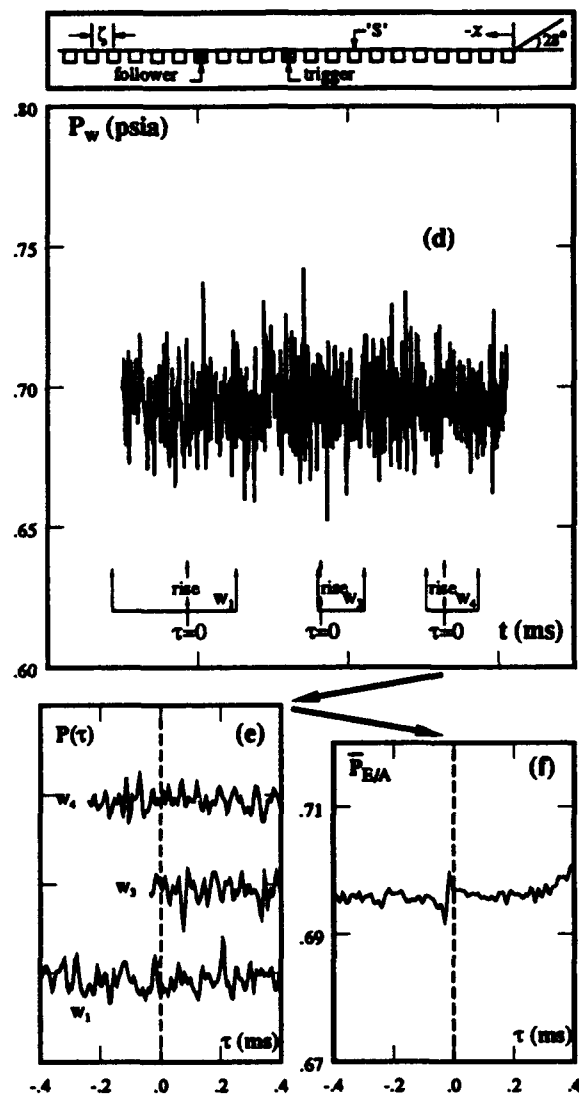 ζ 'S' -x 28°
follower trigger
.80
P_w (psia)
.75
(d)
.70
.65
rise w_1 rise w_3 rise w_4
τ=0 τ=0 τ=0 t (ms)
.60
P(τ) (e)
w_4
w_3
w_1
τ (ms)
-.4 -.2 .0 .2 .4
P̄_E/A (f)
.71
.69
.67 τ (ms)
-.4 -.2 .0 .2 .4